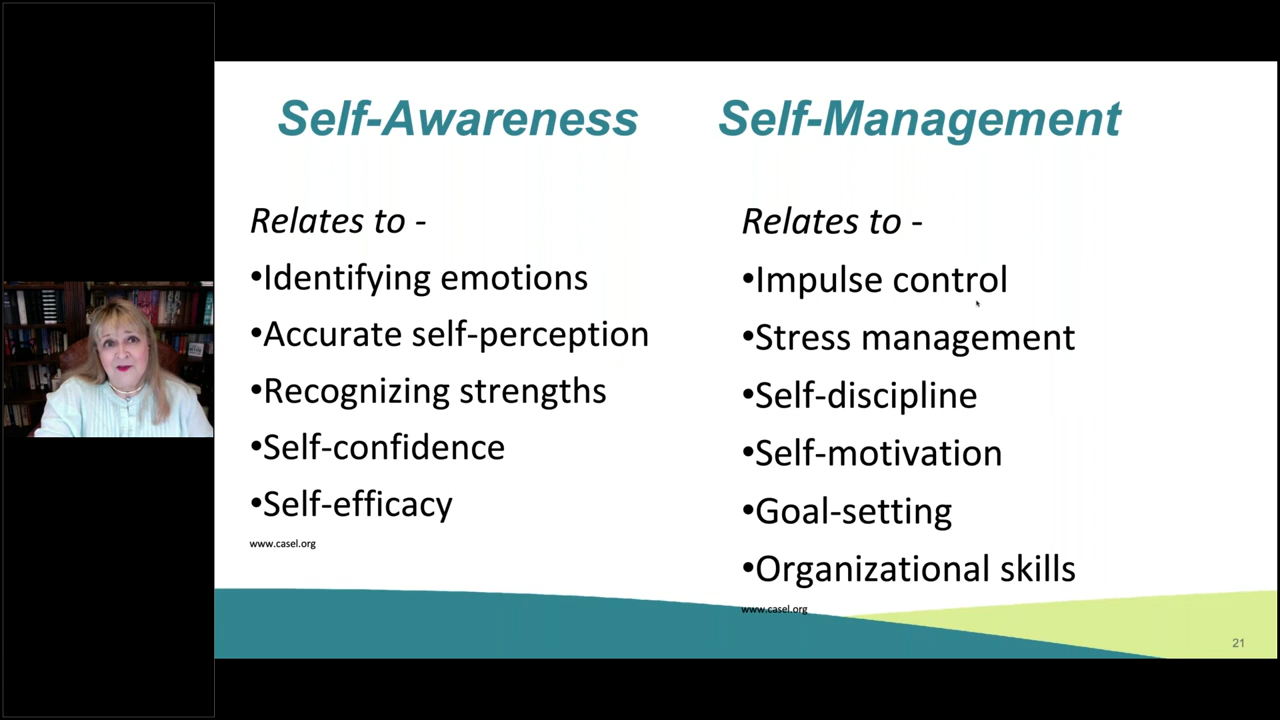 Self-Awareness
Relates to -
•Identifying emotions
•Accurate self-perception
•Recognizing strengths
•Self-confidence
•Self-efficacy
www.casel.org
Self-Management
Relates to -
•Impulse control
•Stress management
•Self-discipline
•Self-motivation
•Goal-setting
•Organizational skills
www.casel.org
21